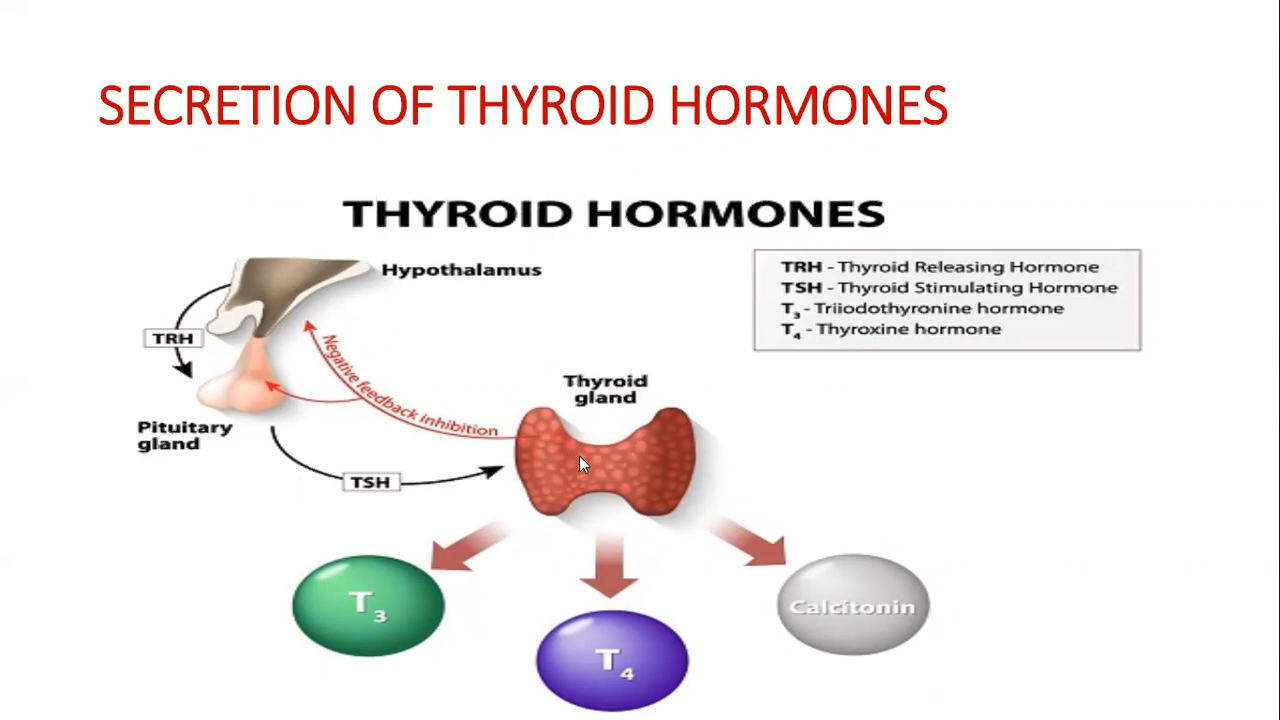 SECRETION OF THYROID HORMONES
THYROID HORMONES
Hypothalamus
TRH - Thyroid Releasing Hormone
TSH - Thyroid Stimulating Hormone
T3 - Triiodothyronine hormone
T4 - Thyroxine hormone
TRH
Negative feedback inhibition
Thyroid
gland
Pituitary
gland
TSH
T3
T4
Calcitonin